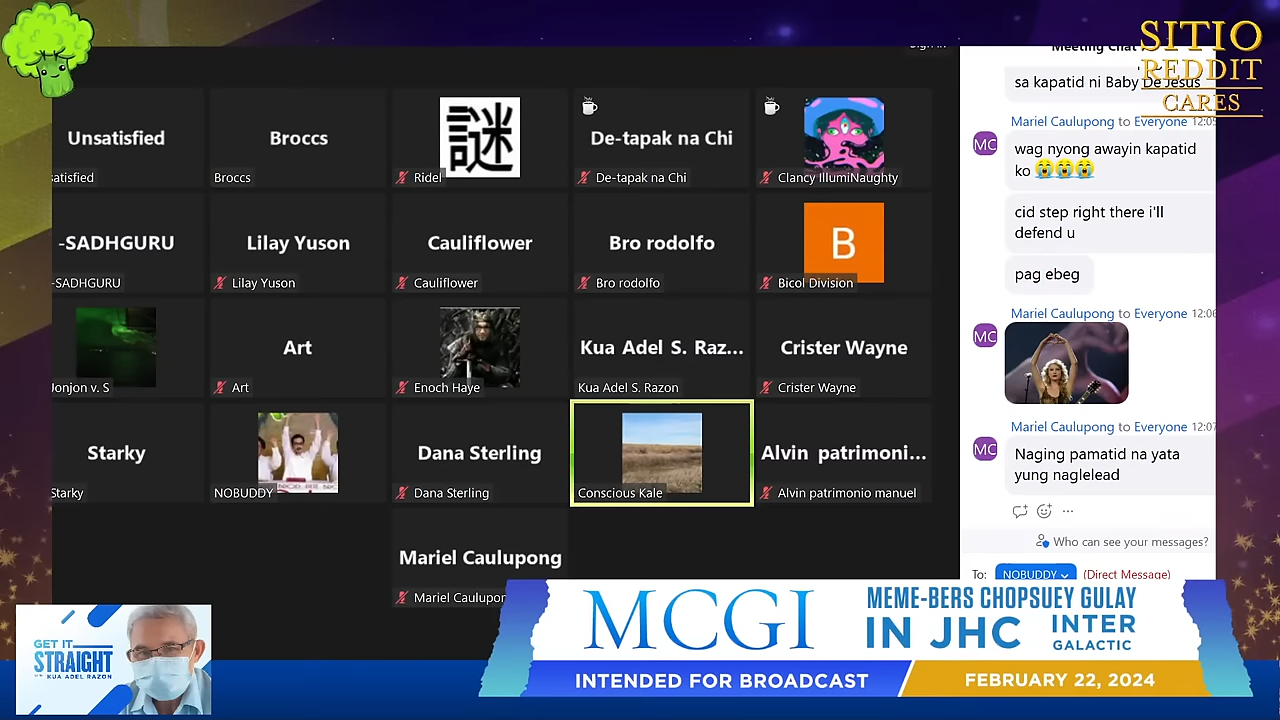 SITIO
REDDIT
CARES
Unsatisfied
Broccs
謎
De-tapak na Chi
satisfied
Broccs
Ridel
De-tapak na Chi
Clancy IllumiNaughty
-SADHGURU
Lilay Yuson
Cauliflower
Bro rodolfo
B
-SADHGURU
Lilay Yuson
Cauliflower
Bro rodolfo
Bicol Division
Art
Kua Adel S. Raz...
Crister Wayne
Jonjon v. S
Art
Enoch Haye
Kua Adel S. Razon
Crister Wayne
Starky
Dana Sterling
Alvin patrimoni...
Starky
NOBUDDY
Dana Sterling
Conscious Kale
Alvin patrimonio manuel
Mariel Caulupong
Mariel Caulupon
Meeting Chat
sa kapatid ni Baby De Jesus
Mariel Caulupong to Everyone 12:05
MC
wag nyong awayin kapatid
ko 😭😭😭
cid step right there i'll
defend u
pag ebeg
Mariel Caulupong to Everyone 12:06
MC
Mariel Caulupong to Everyone 12:07
MC
Naging pamatid na yata
yung naglelead
Who can see your messages?
To: NOBUDDY (Direct Message)
GET IT
STRAIGHT
KUA ADEL RAZON
MCGI
MEME-BERS CHOPSUEY GULAY
IN JHC INTER
GALACTIC
INTENDED FOR BROADCAST
FEBRUARY 22, 2024